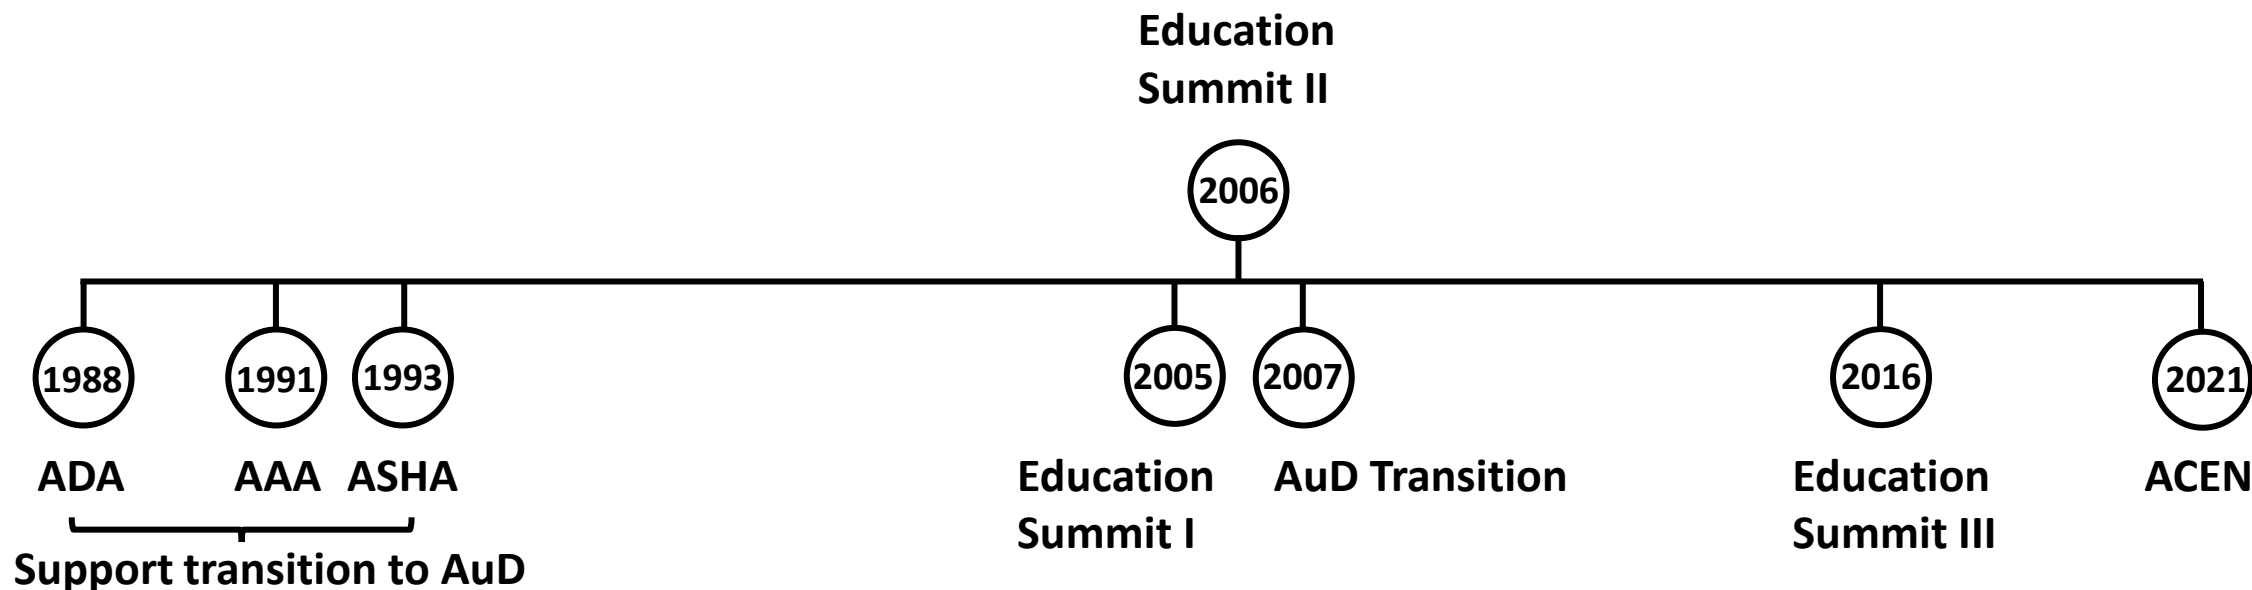 Education
Summit II
2006
1988
1991
1993
2005
2007
2016
2021
ADA
AAA
ASHA
Education
Summit I
AuD Transition
Education
Summit III
ACEN
Support transition to AuD